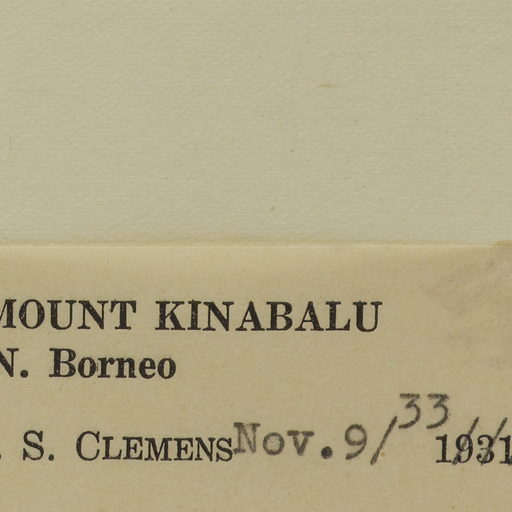 MOUNT KINABALU
N. Borneo
. S. CLEMENS Nov. 9/33 1931